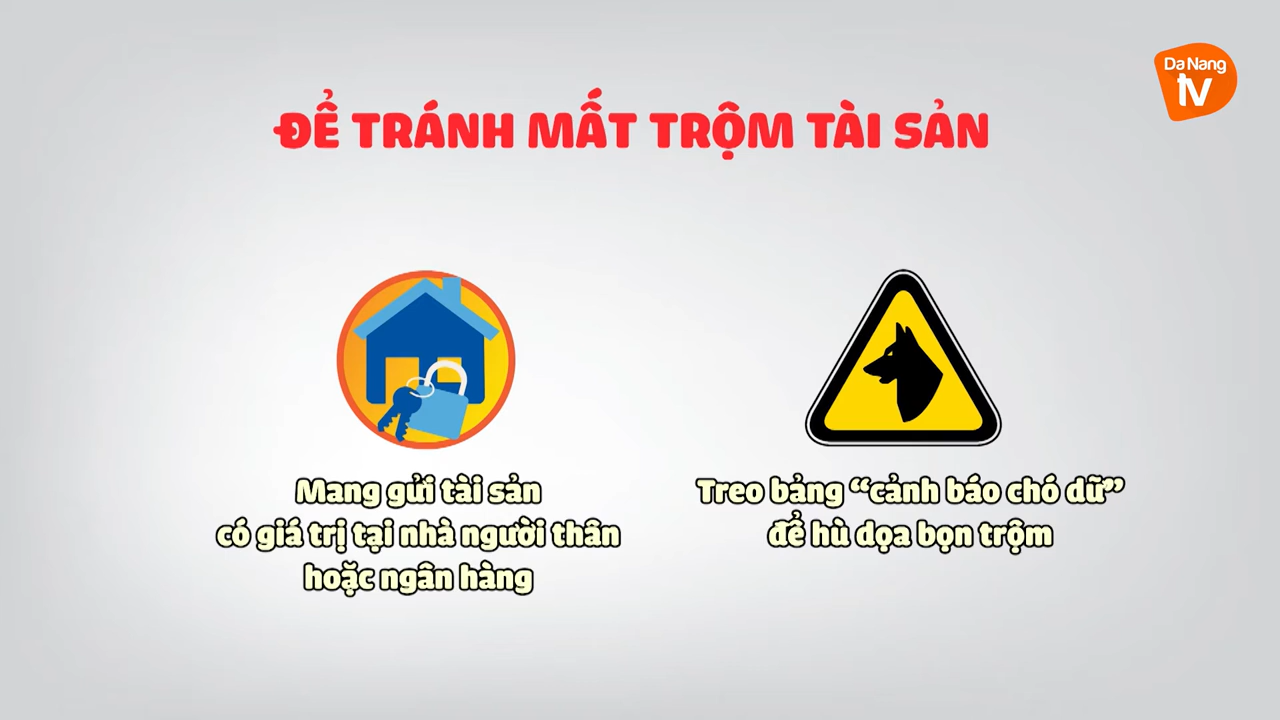 Da Nang
tv
ĐỂ TRÁNH MẤT TRỘM TÀI SẢN
Mang gửi tài sản
có giá trị tại nhà người thân
hoặc ngân hàng
Treo bảng “cảnh báo chó dữ”
để hù dọa bọn trộm